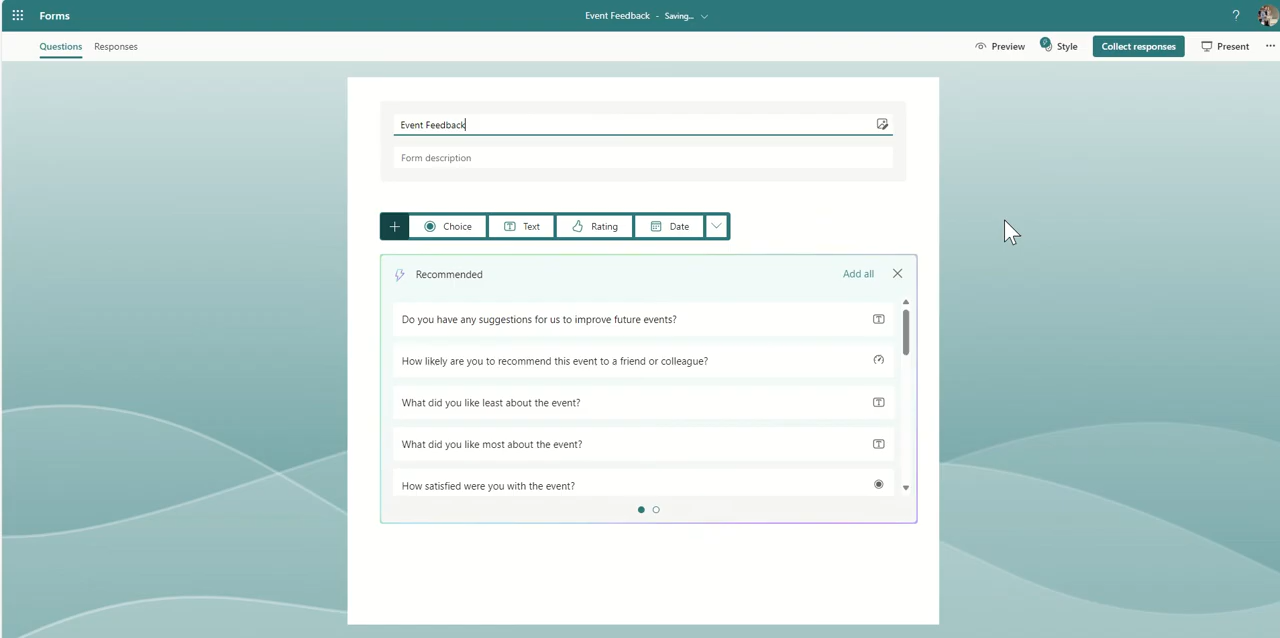 Forms
Event Feedback - Saving...
?
Questions Responses
Preview Style Collect responses Present ...
Event Feedback
Form description
+ Choice Text Rating Date
Recommended Add all
Do you have any suggestions for us to improve future events?
How likely are you to recommend this event to a friend or colleague?
What did you like least about the event?
What did you like most about the event?
How satisfied were you with the event?